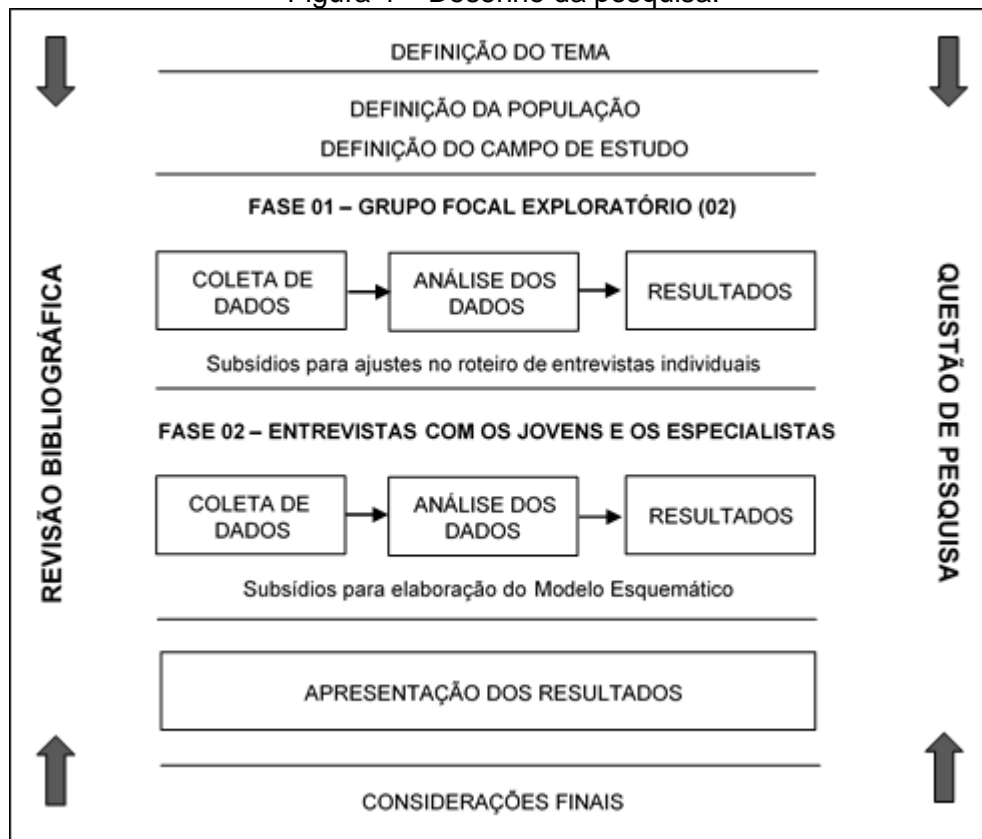 Figura 4 – Desenho da pesquisa.
DEFINIÇÃO DO TEMA
DEFINIÇÃO DA POPULAÇÃO
DEFINIÇÃO DO CAMPO DE ESTUDO
FASE 01 – GRUPO FOCAL EXPLORATÓRIO (02)
COLETA DE
DADOS
ANÁLISE DOS
DADOS
RESULTADOS
Subsídios para ajustes no roteiro de entrevistas individuais
FASE 02 – ENTREVISTAS COM OS JOVENS E OS ESPECIALISTAS
COLETA DE
DADOS
ANÁLISE DOS
DADOS
RESULTADOS
Subsídios para elaboração do Modelo Esquemático
APRESENTAÇÃO DOS RESULTADOS
CONSIDERAÇÕES FINAIS
REVISÃO BIBLIOGRÁFICA
QUESTÃO DE PESQUISA